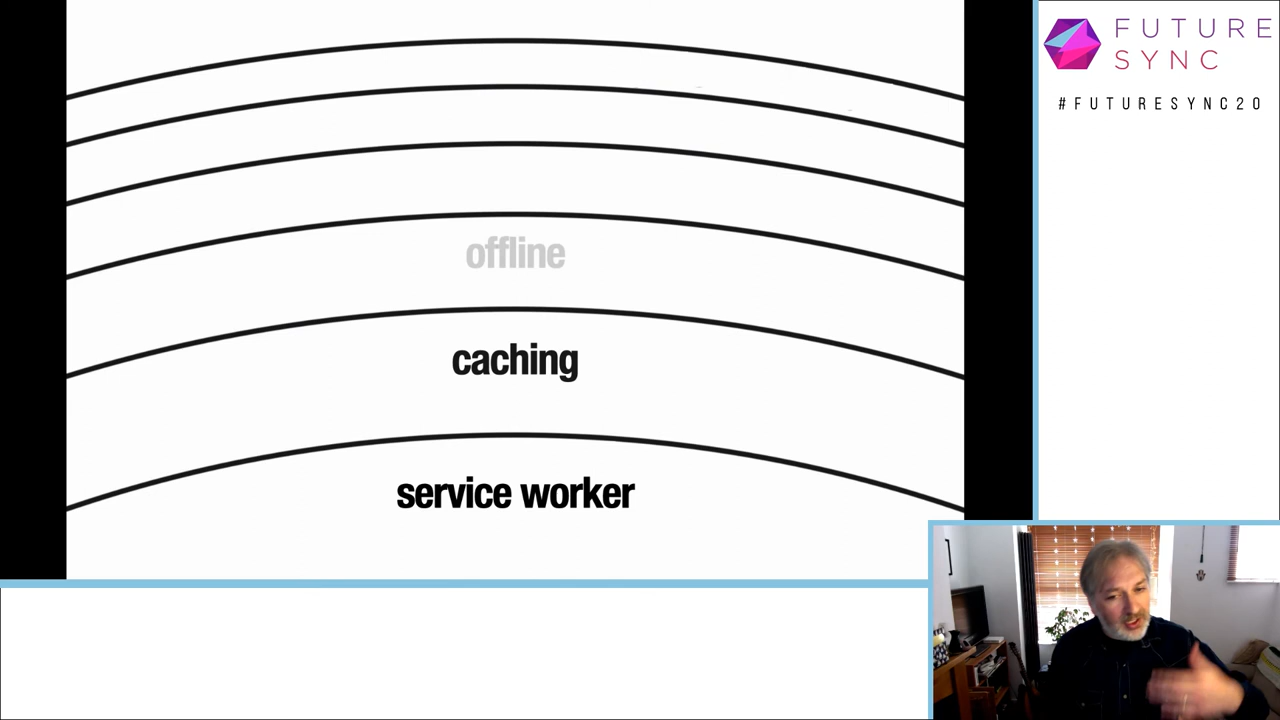 FUTURE
SYNC
#FUTURESYNC20
offline
caching
service worker